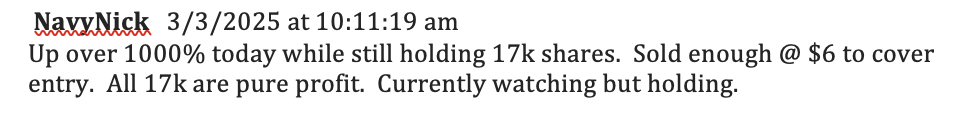 NavyNick 3/3/2025 at 10:11:19 am
Up over 1000% today while still holding 17k shares. Sold enough @ $6 to cover
entry. All 17k are pure profit. Currently watching but holding.